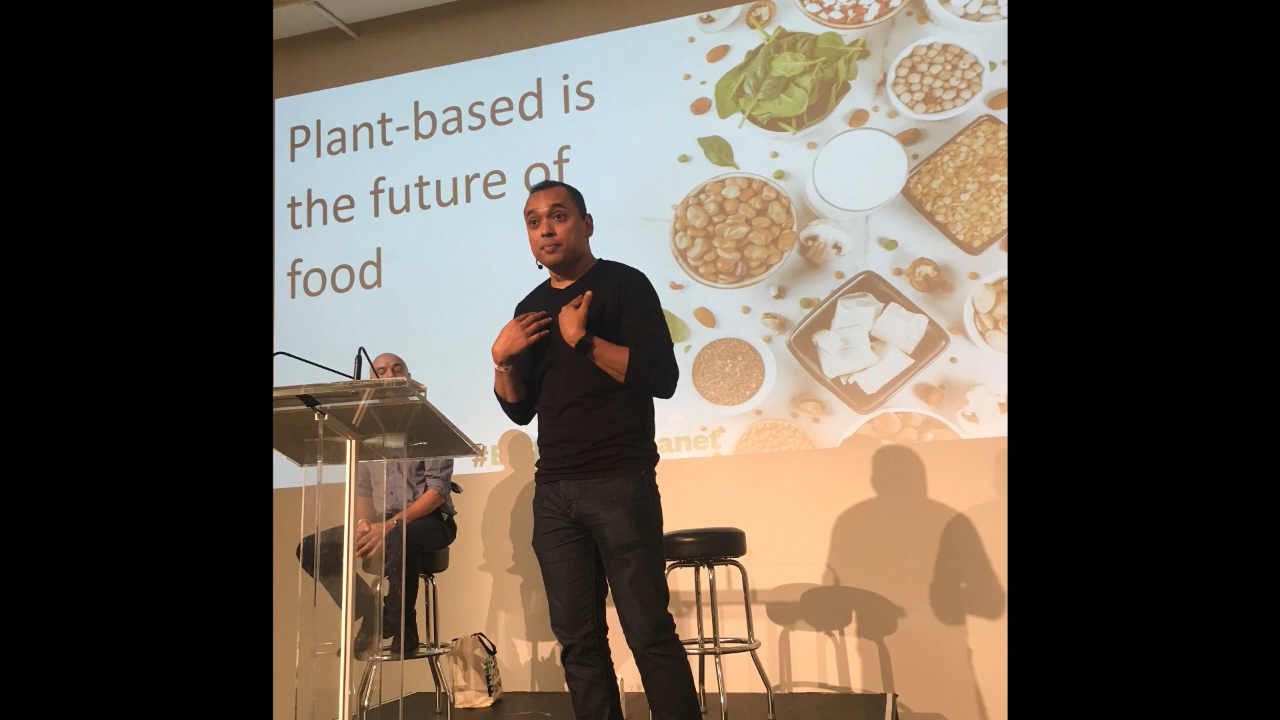 Plant-based is
the future of
food